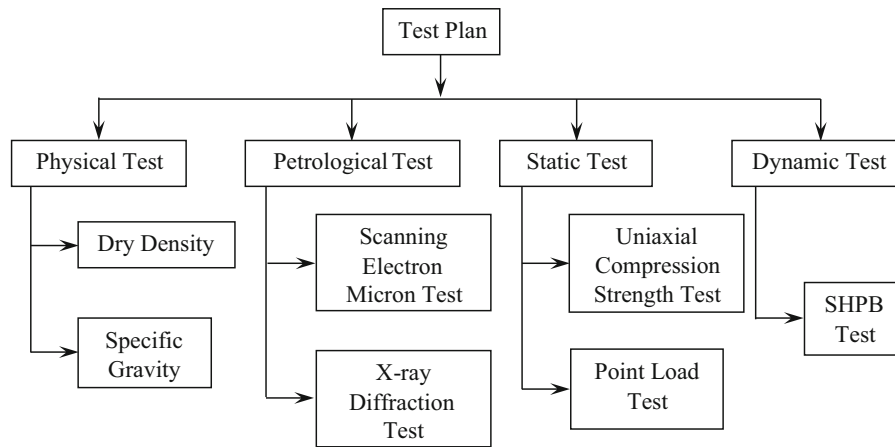 Test Plan
Physical Test
Petrological Test
Static Test
Dynamic Test
Dry Density
Specific
Gravity
Scanning
Electron
Micron Test
X-ray
Diffraction
Test
Uniaxial
Compression
Strength Test
Point Load
Test
SHPB
Test